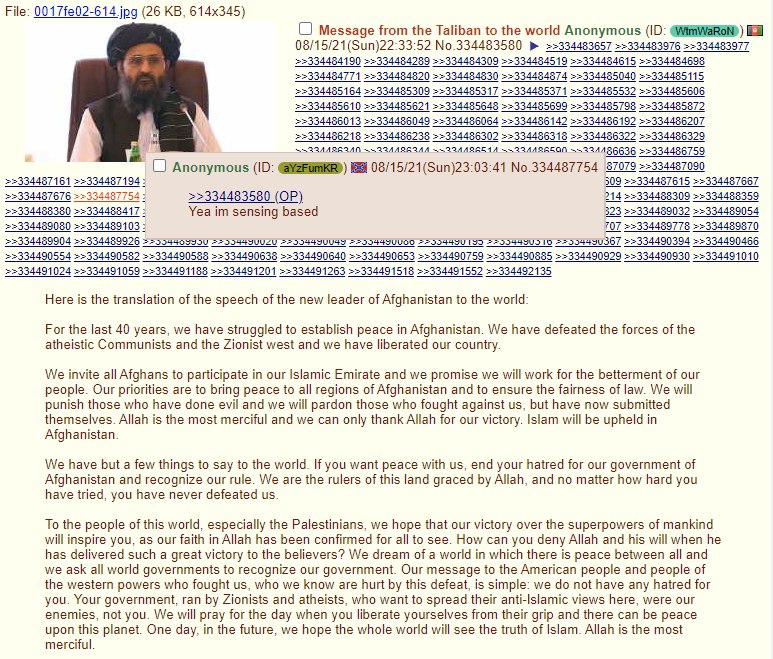 File: 0017fe02-614.jpg (26 KB, 614x345)
Message from the Taliban to the world Anonymous (ID: WtmWaRoN)
08/15/21(Sun)22:33:52 No.334483580 ▶ >>334483657 >>334483976 >>334483977
>>334484190 >>334484289 >>334484309 >>334484519 >>334484615 >>334484698
>>334484771 >>334484820 >>334484830 >>334484874 >>334485040 >>334485115
>>334485164 >>334485309 >>334485317 >>334485371 >>334485532 >>334485606
>>334485610 >>334485621 >>334485648 >>334485699 >>334485798 >>334485872
>>334486013 >>334486049 >>334486064 >>334486142 >>334486192 >>334486207
>>334486218 >>334486238 >>334486302 >>334486318 >>334486322 >>334486329
>>334486340 >>334486344 >>334486514 >>334486590 >>334486636 >>334486759
87079 >>334487090
>>334487161 >>334487194 609 >>334487615 >>334487667
>>334487676 >>334487754 214 >>334488309 >>334488359
>>334488380 >>334488417 623 >>334489032 >>334489054
>>334489080 >>334489103 707 >>334489778 >>334489870
>>334489904 >>334489926 >>334489930 >>334490020 >>334490049 >>334490086 >>334490195 >>334490316 >>334490367 >>334490394 >>334490466
>>334490554 >>334490582 >>334490588 >>334490638 >>334490640 >>334490653 >>334490759 >>334490885 >>334490929 >>334490930 >>334491010
>>334491024 >>334491059 >>334491188 >>334491201 >>334491263 >>334491518 >>334491552 >>334492135
Anonymous (ID: aYzFumKR) 08/15/21(Sun)23:03:41 No.334487754
>>334483580 (OP)
Yea im sensing based
Here is the translation of the speech of the new leader of Afghanistan to the world:
For the last 40 years, we have struggled to establish peace in Afghanistan. We have defeated the forces of the
atheistic Communists and the Zionist west and we have liberated our country.
We invite all Afghans to participate in our Islamic Emirate and we promise we will work for the betterment of our
people. Our priorities are to bring peace to all regions of Afghanistan and to ensure the fairness of law. We will
punish those who have done evil and we will pardon those who fought against us, but have now submitted
themselves. Allah is the most merciful and we can only thank Allah for our victory. Islam will be upheld in
Afghanistan.
We have but a few things to say to the world. If you want peace with us, end your hatred for our government of
Afghanistan and recognize our rule. We are the rulers of this land graced by Allah, and no matter how hard you
have tried, you have never defeated us.
To the people of this world, especially the Palestinians, we hope that our victory over the superpowers of mankind
will inspire you, as our faith in Allah has been confirmed for all to see. How can you deny Allah and his will when he
has delivered such a great victory to the believers? We dream of a world in which there is peace between all and
we ask all world governments to recognize our government. Our message to the American people and people of
the western powers who fought us, who we know are hurt by this defeat, is simple: we do not have any hatred for
you. Your government, ran by Zionists and atheists, who want to spread their anti-Islamic views here, were our
enemies, not you. We will pray for the day when you liberate yourselves from their grip and there can be peace
upon this planet. One day, in the future, we hope the whole world will see the truth of Islam. Allah is the most
merciful.